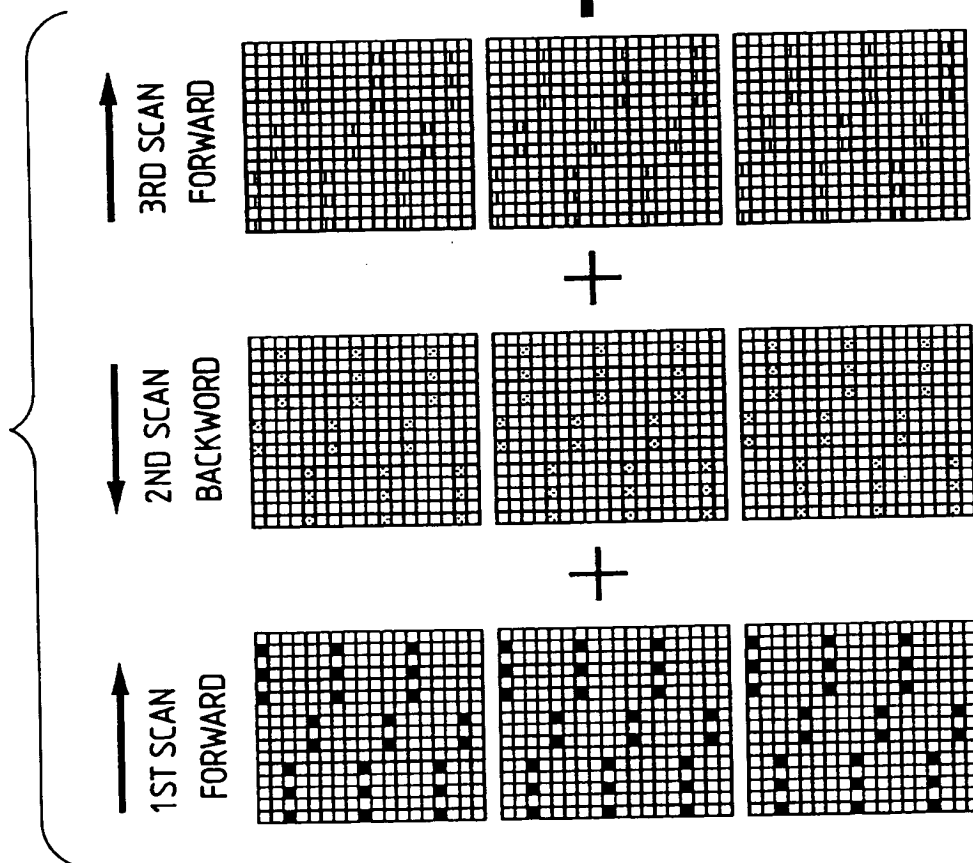 1ST SCAN
FORWARD
+
2ND SCAN
BACKWORD
+
3RD SCAN
FORWARD